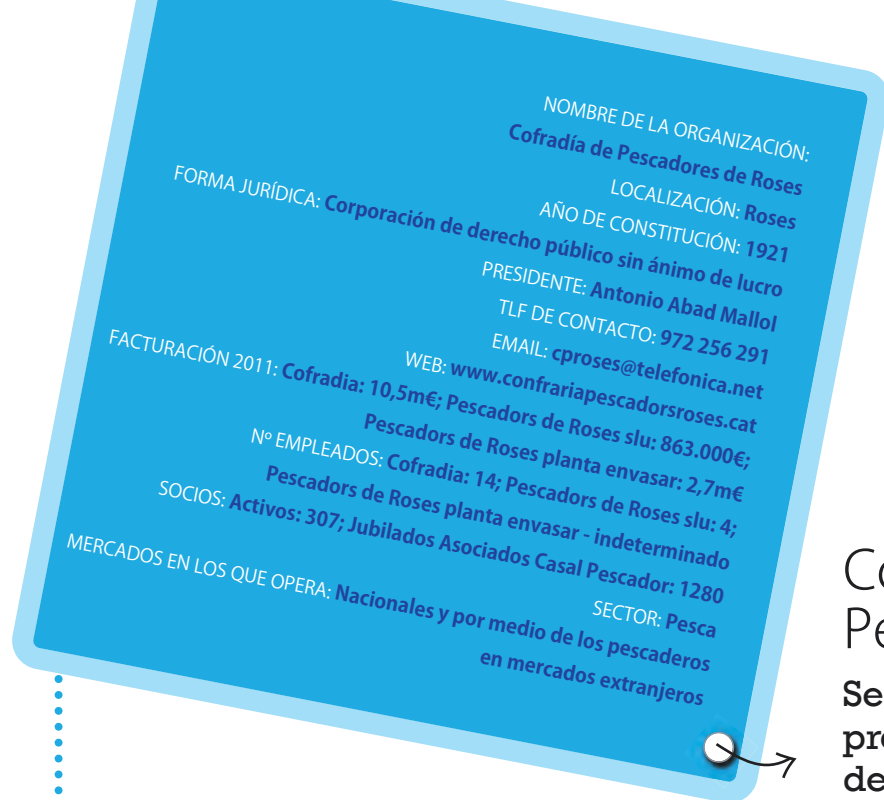 NOMBRE DE LA ORGANIZACIÓN:
Cofradía de Pescadores de Roses
LOCALIZACIÓN: Roses
AÑO DE CONSTITUCIÓN: 1921
FORMA JURÍDICA: Corporación de derecho público sin ánimo de lucro
PRESIDENTE: Antonio Abad Mallol
TLF DE CONTACTO: 972 256 291
EMAIL: cproses@telefonica.net
WEB: www.confrariapescadorsroses.cat
FACTURACIÓN 2011: Cofradia: 10,5m€; Pescadors de Roses slu: 863.000€;
Pescadors de Roses planta envasar: 2,7m€
Nº EMPLEADOS: Cofradia: 14; Pescadors de Roses slu: 4;
Pescadors de Roses planta envasar - indeterminado
SOCIOS: Activos: 307; Jubilados Asociados Casal Pescador: 1280
SECTOR: Pesca
MERCADOS EN LOS QUE OPERA: Nacionales y por medio de los pescaderos
en mercados extranjeros
Co
Pe
Se
pr
de